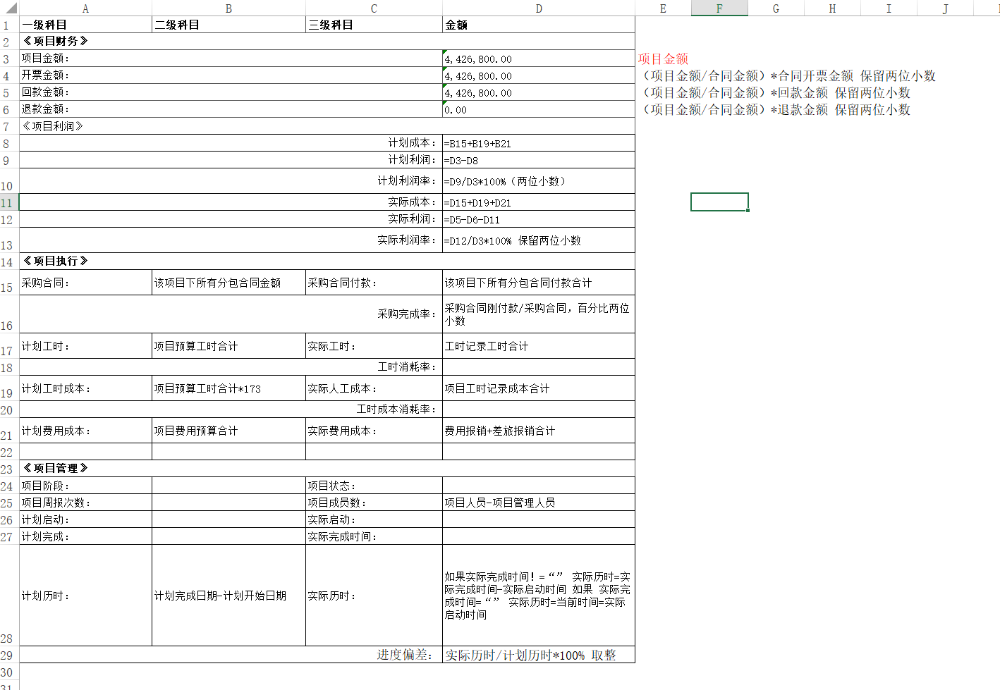 A B C D E F G H I J
1 一级科目 二级科目 三级科目 金额
2 《项目财务》
3 项目金额： 4,426,800.00 项目金额
4 开票金额： 4,426,800.00 （项目金额/合同金额）*合同开票金额 保留两位小数
5 回款金额： 4,426,800.00 （项目金额/合同金额）*回款金额 保留两位小数
6 退款金额： 0.00 （项目金额/合同金额）*退款金额 保留两位小数
7 《项目利润》
8 计划成本： =B15+B19+B21
9 计划利润： =D3-D8
10 计划利润率： =D9/D3*100%（两位小数）
11 实际成本： =D15+D19+D21
12 实际利润： =D5-D6-D11
13 实际利润率： =D12/D3*100% 保留两位小数
14 《项目执行》
15 采购合同： 该项目下所有分包合同金额 采购合同付款： 该项目下所有分包合同付款合计
16 采购完成率： 采购合同刚付款/采购合同，百分比两位
小数
17 计划工时： 项目预算工时合计 实际工时： 工时记录工时合计
18 工时消耗率：
19 计划工时成本： 项目预算工时合计*173 实际人工成本： 项目工时记录成本合计
20 工时成本消耗率：
21 计划费用成本： 项目费用预算合计 实际费用成本： 费用报销+差旅报销合计
22
23 《项目管理》
24 项目阶段： 项目状态：
25 项目周报次数： 项目成员数： 项目人员-项目管理人员
26 计划启动： 实际启动：
27 计划完成： 实际完成时间：
28 计划历时： 计划完成日期-计划开始日期 实际历时： 如果实际完成时间！=“” 实际历时=实
际完成时间-实际启动时间 如果 实际完
成时间=“” 实际历时=当前时间=实际
启动时间
29 进度偏差： 实际历时/计划历时*100% 取整
30
31